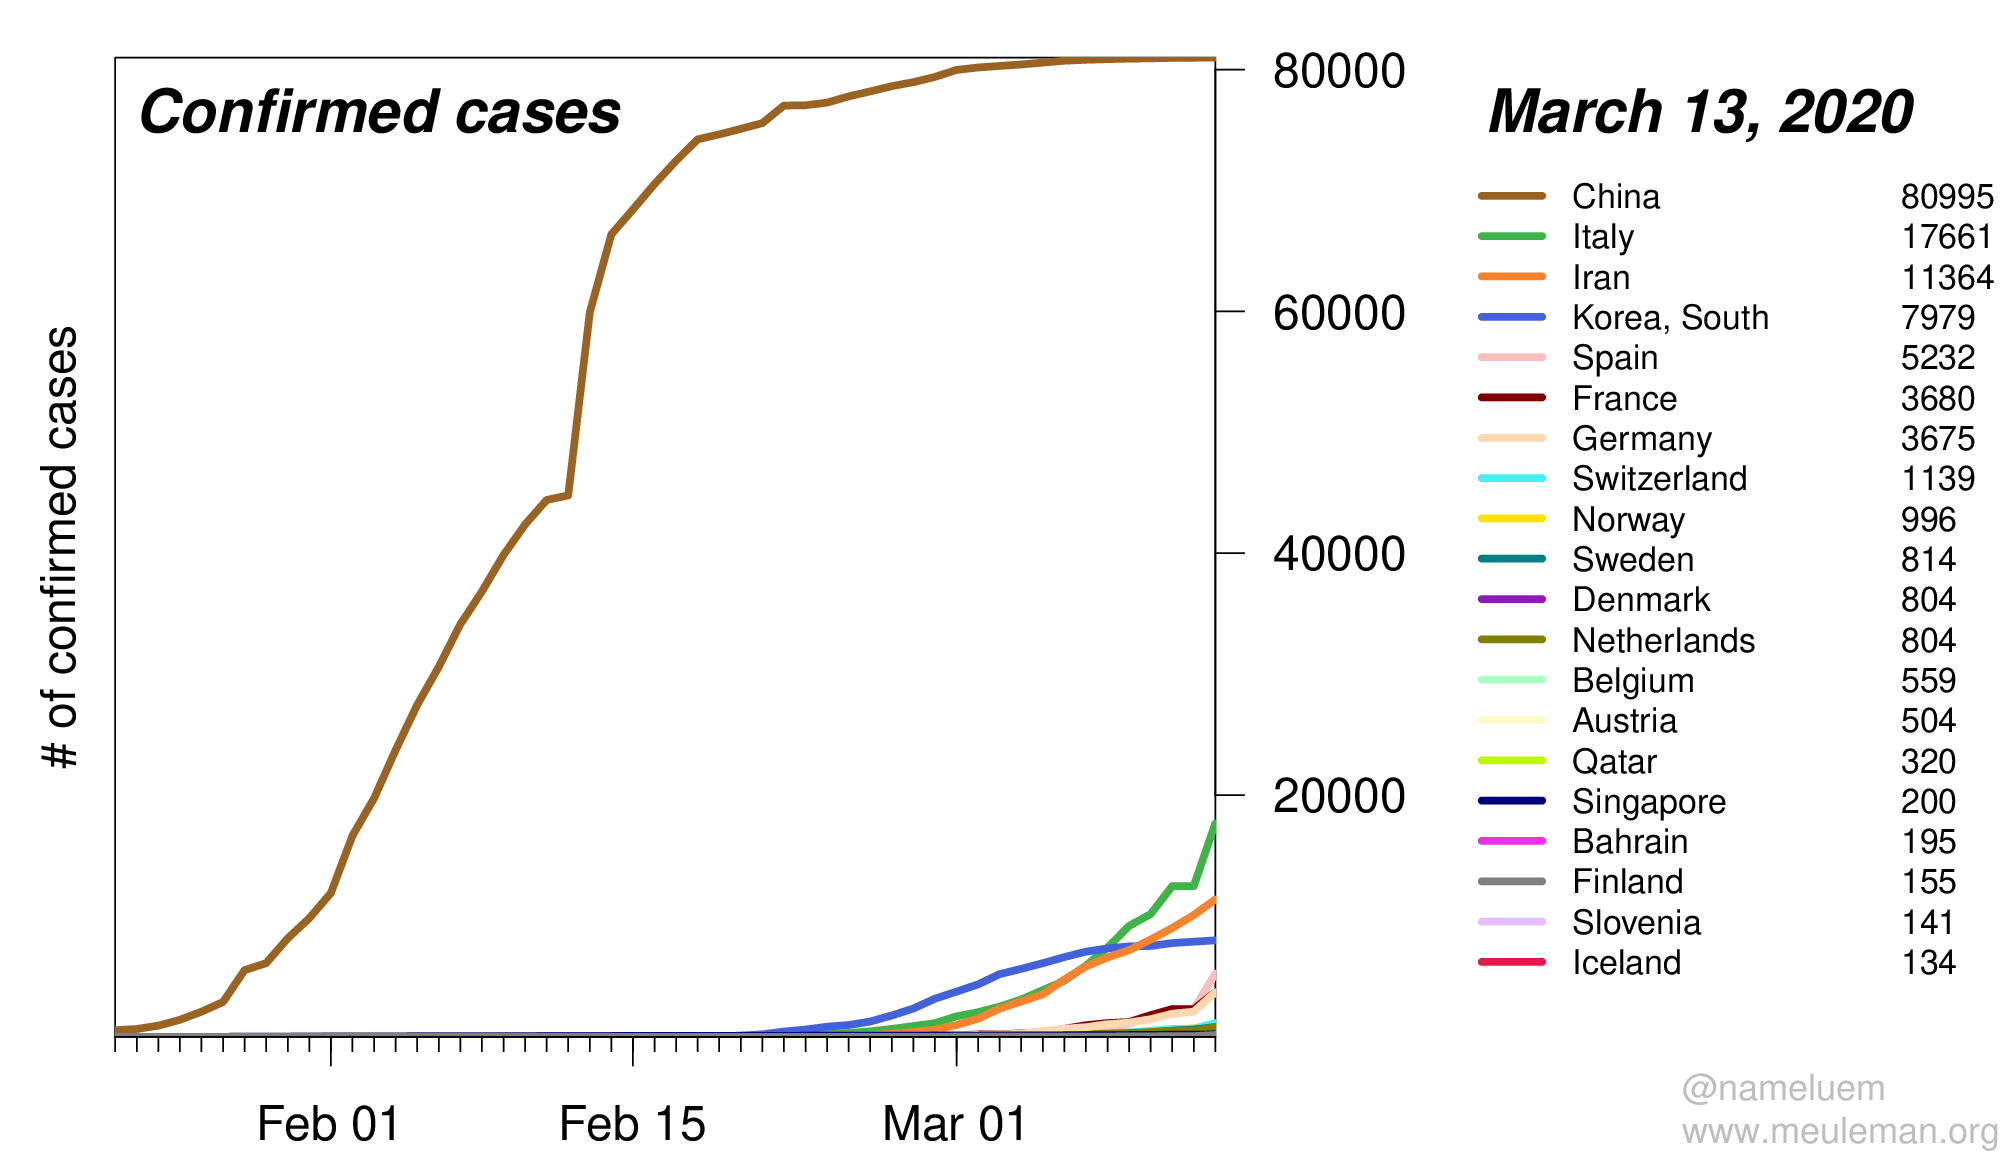 Confirmed cases
# of confirmed cases
80000
60000
40000
20000
Feb 01 Feb 15 Mar 01
March 13, 2020
China 80995
Italy 17661
Iran 11364
Korea, South 7979
Spain 5232
France 3680
Germany 3675
Switzerland 1139
Norway 996
Sweden 814
Denmark 804
Netherlands 804
Belgium 559
Austria 504
Qatar 320
Singapore 200
Bahrain 195
Finland 155
Slovenia 141
Iceland 134
@nameluem
www.meuleman.org